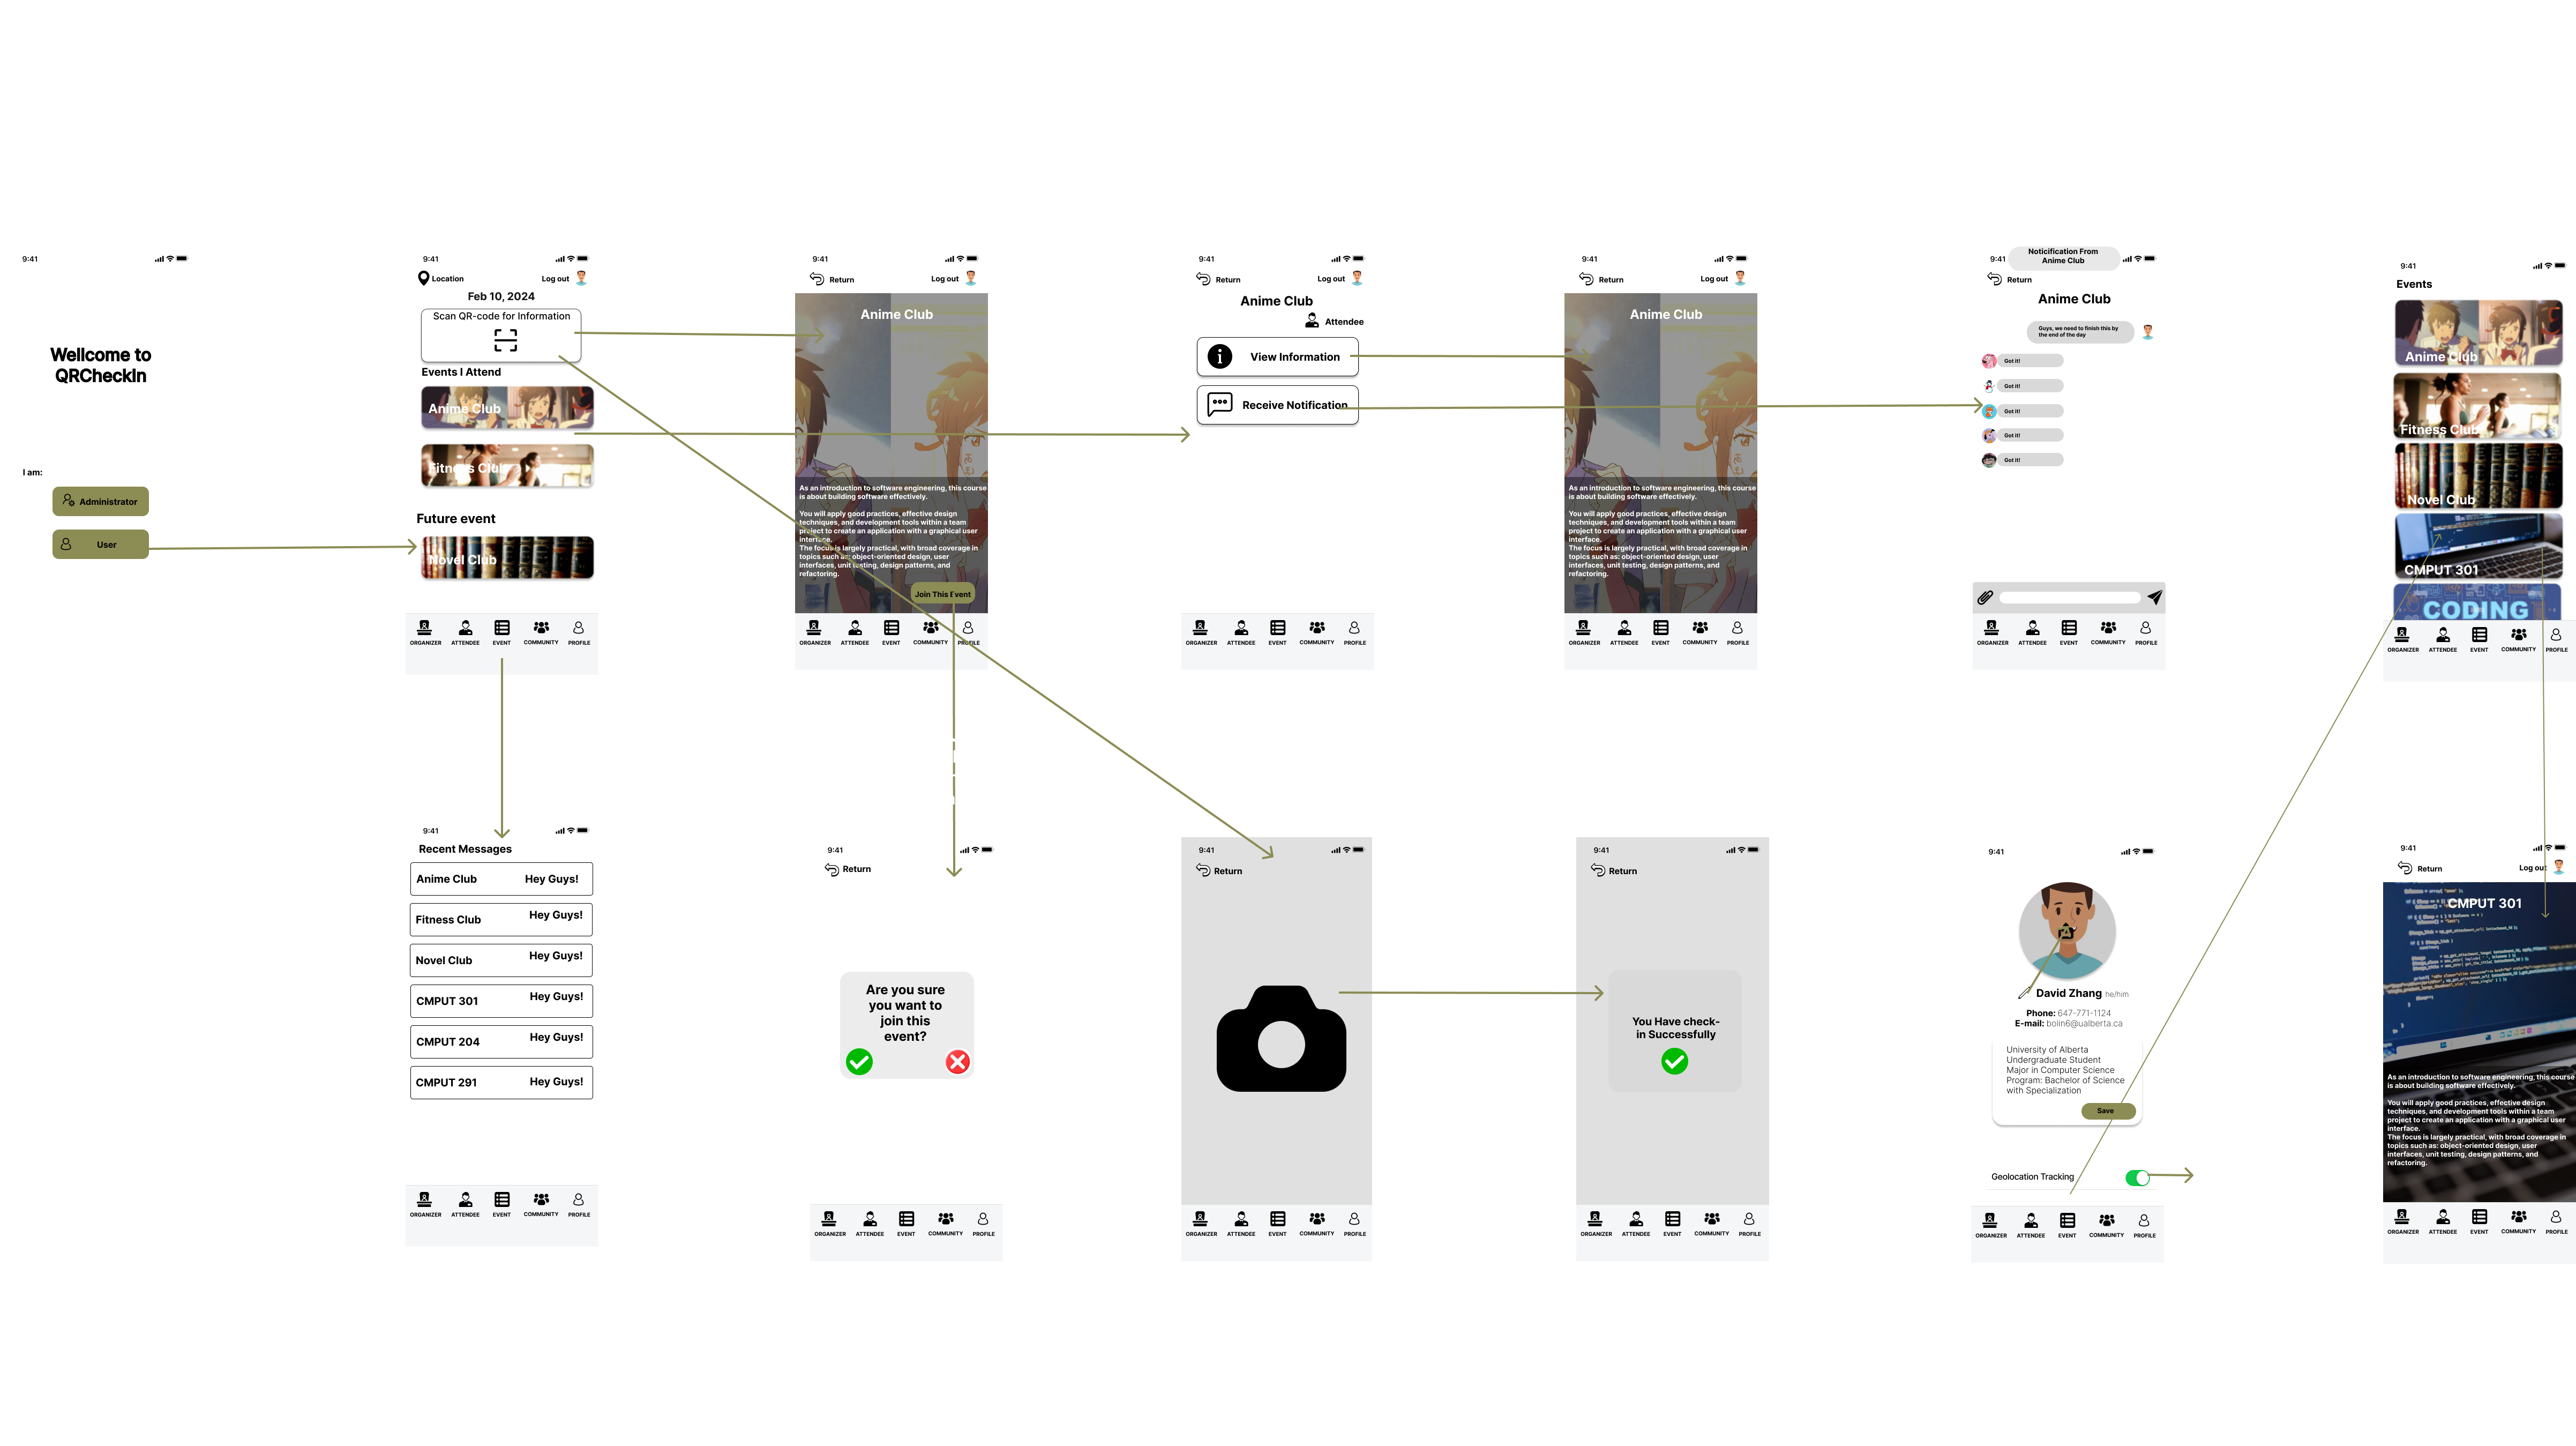 9:41
Wellcome to
QRCheckIn
I am:
Administrator
User
9:41
Location
Log out
Feb 10, 2024
Scan QR-code for Information
Events I Attend
Anime Club
Fitness Club
Future event
Novel Club
ORGANIZER ATTENDEE EVENT COMMUNITY PROFILE
9:41
Return
Log out
Anime Club
As an introduction to software engineering, this course
is about building software effectively.
You will apply good practices, effective design
techniques, and development tools within a team
project to create an application with a graphical user
interface.
The focus is largely practical, with broad coverage in
topics such as: object-oriented design, user
interfaces, unit testing, design patterns, and
refactoring.
Join This Event
ORGANIZER ATTENDEE EVENT COMMUNITY PROFILE
9:41
Return
Log out
Anime Club
Attendee
View Information
Receive Notification
ORGANIZER ATTENDEE EVENT COMMUNITY PROFILE
9:41
Return
Log out
Anime Club
As an introduction to software engineering, this course
is about building software effectively.
You will apply good practices, effective design
techniques, and development tools within a team
project to create an application with a graphical user
interface.
The focus is largely practical, with broad coverage in
topics such as: object-oriented design, user
interfaces, unit testing, design patterns, and
refactoring.
ORGANIZER ATTENDEE EVENT COMMUNITY PROFILE
9:41
Noticification From
Anime Club
Return
Anime Club
Guys, we need to finish this by
the end of the day
Got it!
Got it!
Got it!
Got it!
Got it!
ORGANIZER ATTENDEE EVENT COMMUNITY PROFILE
9:41
Events
Anime Club
Fitness Club
Novel Club
CMPUT 301
CODING
ORGANIZER ATTENDEE EVENT COMMUNITY PROFILE
9:41
Recent Messages
Anime Club Hey Guys!
Fitness Club Hey Guys!
Novel Club Hey Guys!
CMPUT 301 Hey Guys!
CMPUT 204 Hey Guys!
CMPUT 291 Hey Guys!
ORGANIZER ATTENDEE EVENT COMMUNITY PROFILE
9:41
Return
Are you sure
you want to
join this
event?
ORGANIZER ATTENDEE EVENT COMMUNITY PROFILE
9:41
Return
ORGANIZER ATTENDEE EVENT COMMUNITY PROFILE
9:41
Return
You Have check-
in Successfully
ORGANIZER ATTENDEE EVENT COMMUNITY PROFILE
9:41
David Zhang he/him
Phone: 647-771-1124
E-mail: bolin6@ualberta.ca
University of Alberta
Undergraduate Student
Major in Computer Science
Program: Bachelor of Science
with Specialization
Save
Geolocation Tracking
ORGANIZER ATTENDEE EVENT COMMUNITY PROFILE
9:41
Return
Log out
CMPUT 301
As an introduction to software engineering, this course
is about building software effectively.
You will apply good practices, effective design
techniques, and development tools within a team
project to create an application with a graphical user
interface.
The focus is largely practical, with broad coverage in
topics such as: object-oriented design, user
interfaces, unit testing, design patterns, and
refactoring.
ORGANIZER ATTENDEE EVENT COMMUNITY PROFILE